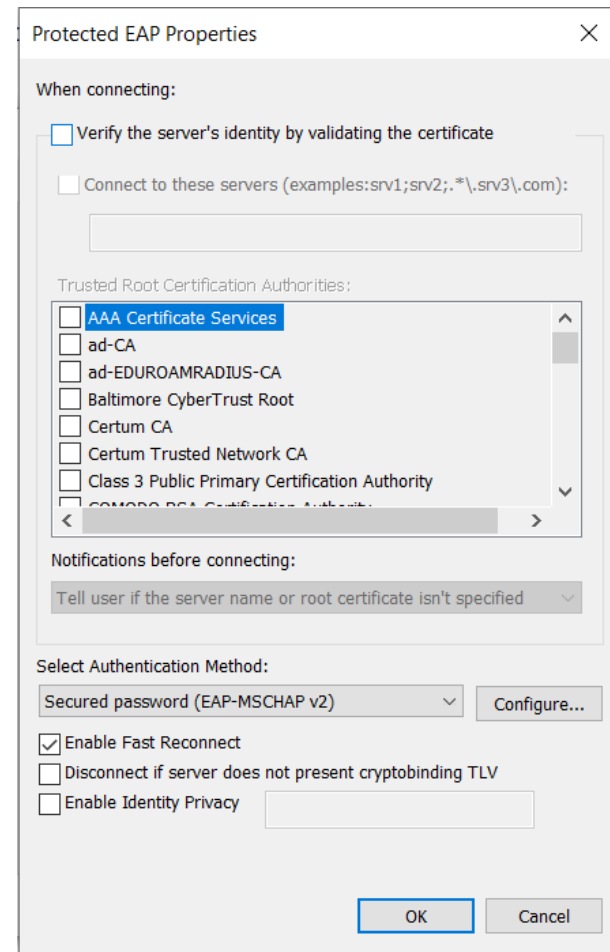 Protected EAP Properties
When connecting:
Verify the server's identity by validating the certificate
Connect to these servers (examples:srv1;srv2;.*\.srv3\.com):
Trusted Root Certification Authorities:
AAA Certificate Services
ad-CA
ad-EDUROAMRADIUS-CA
Baltimore CyberTrust Root
Certum CA
Certum Trusted Network CA
Class 3 Public Primary Certification Authority
COMODO RSA Certification Authority
Notifications before connecting:
Tell user if the server name or root certificate isn't specified
Select Authentication Method:
Secured password (EAP-MSCHAP v2)
Configure...
Enable Fast Reconnect
Disconnect if server does not present cryptobinding TLV
Enable Identity Privacy
OK
Cancel